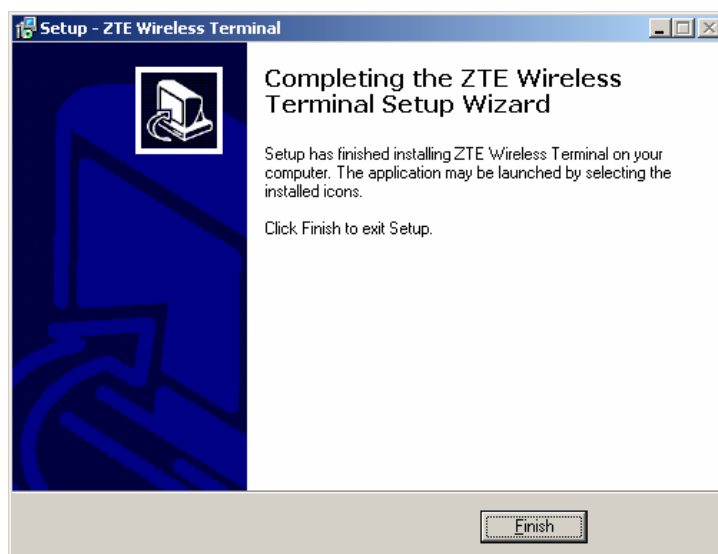 Setup - ZTE Wireless Terminal
Completing the ZTE Wireless
Terminal Setup Wizard
Setup has finished installing ZTE Wireless Terminal on your
computer. The application may be launched by selecting the
installed icons.
Click Finish to exit Setup.
Finish